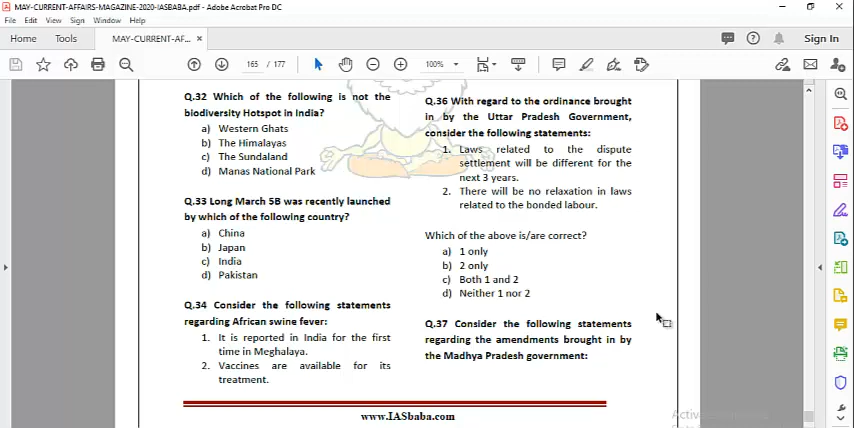 MAY-CURRENT-AFFAIRS-MAGAZINE-2020-IASBABA.pdf - Adobe Acrobat Pro DC
File Edit View Sign Window Help
Home Tools MAY-CURRENT-AF... × Sign In
165 / 177 100%
Q.32 Which of the following is not the
biodiversity Hotspot in India?
a) Western Ghats
b) The Himalayas
c) The Sundaland
d) Manas National Park
Q.33 Long March 5B was recently launched
by which of the following country?
a) China
b) Japan
c) India
d) Pakistan
Q.34 Consider the following statements
regarding African swine fever:
1. It is reported in India for the first
time in Meghalaya.
2. Vaccines are available for its
treatment.
Q.36 With regard to the ordinance brought
in by the Uttar Pradesh Government,
consider the following statements:
1. Laws related to the dispute
settlement will be different for the
next 3 years.
2. There will be no relaxation in laws
related to the bonded labour.
Which of the above is/are correct?
a) 1 only
b) 2 only
c) Both 1 and 2
d) Neither 1 nor 2
Q.37 Consider the following statements
regarding the amendments brought in by
the Madhya Pradesh government:
www.IASbaba.com